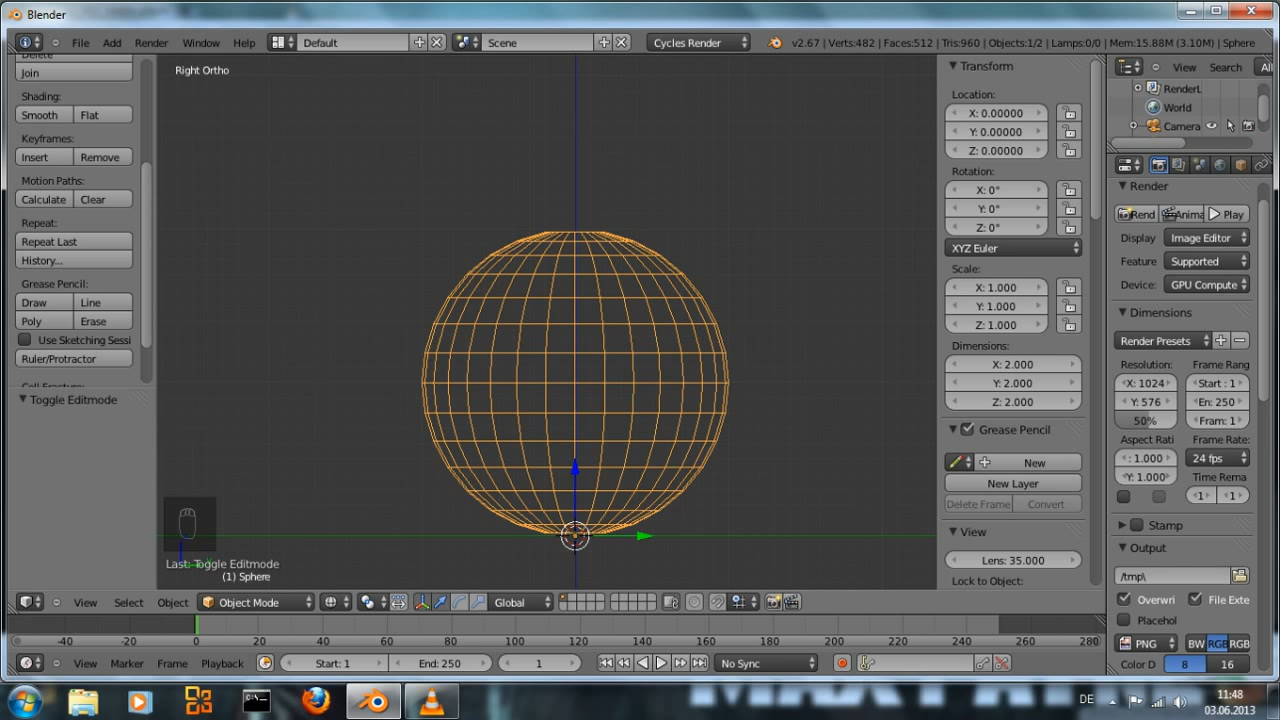 Blender
File Add Render Window Help Default Scene Cycles Render v2.67 | Verts:482 | Faces:512 | Tris:960 | Objects:1/2 | Lamps:0/0 | Mem:15.88M (3.10M) | Sphere
Join
Shading:
Smooth Flat
Keyframes:
Insert Remove
Motion Paths:
Calculate Clear
Repeat:
Repeat Last
History...
Grease Pencil:
Draw Line
Poly Erase
Use Sketching Sessi
Ruler/Protractor
Toggle Editmode
Right Ortho
Last: Toggle Editmode
(1) Sphere
Transform
Location:
X: 0.00000
Y: 0.00000
Z: 0.00000
Rotation:
X: 0°
Y: 0°
Z: 0°
XYZ Euler
Scale:
X: 1.000
Y: 1.000
Z: 1.000
Dimensions:
X: 2.000
Y: 2.000
Z: 2.000
Grease Pencil
New
New Layer
Delete Frame Convert
View
Lens: 35.000
Lock to Object:
View Search All
RenderL
World
Camera
Render
Rend Anima Play
Display Image Editor
Feature Supported
Device: GPU Compute
Dimensions
Render Presets
Resolution: Frame Rang
X: 1024 Start : 1
Y: 576 En: 250
50% Fram: 1
Aspect Rati Frame Rate:
: 1.000 24 fps
Y: 1.000 Time Rema
1 1
Stamp
Output
/tmp\
Overwri File Exte
Placehol
PNG BW RGB RGB
Color D 8 16
View Select Object Object Mode Global
-40 -20 0 20 40 60 80 100 120 140 160 180 200 220 240 260 280
View Marker Frame Playback Start: 1 End: 250 1 No Sync
DE 11:48
03.06.2013